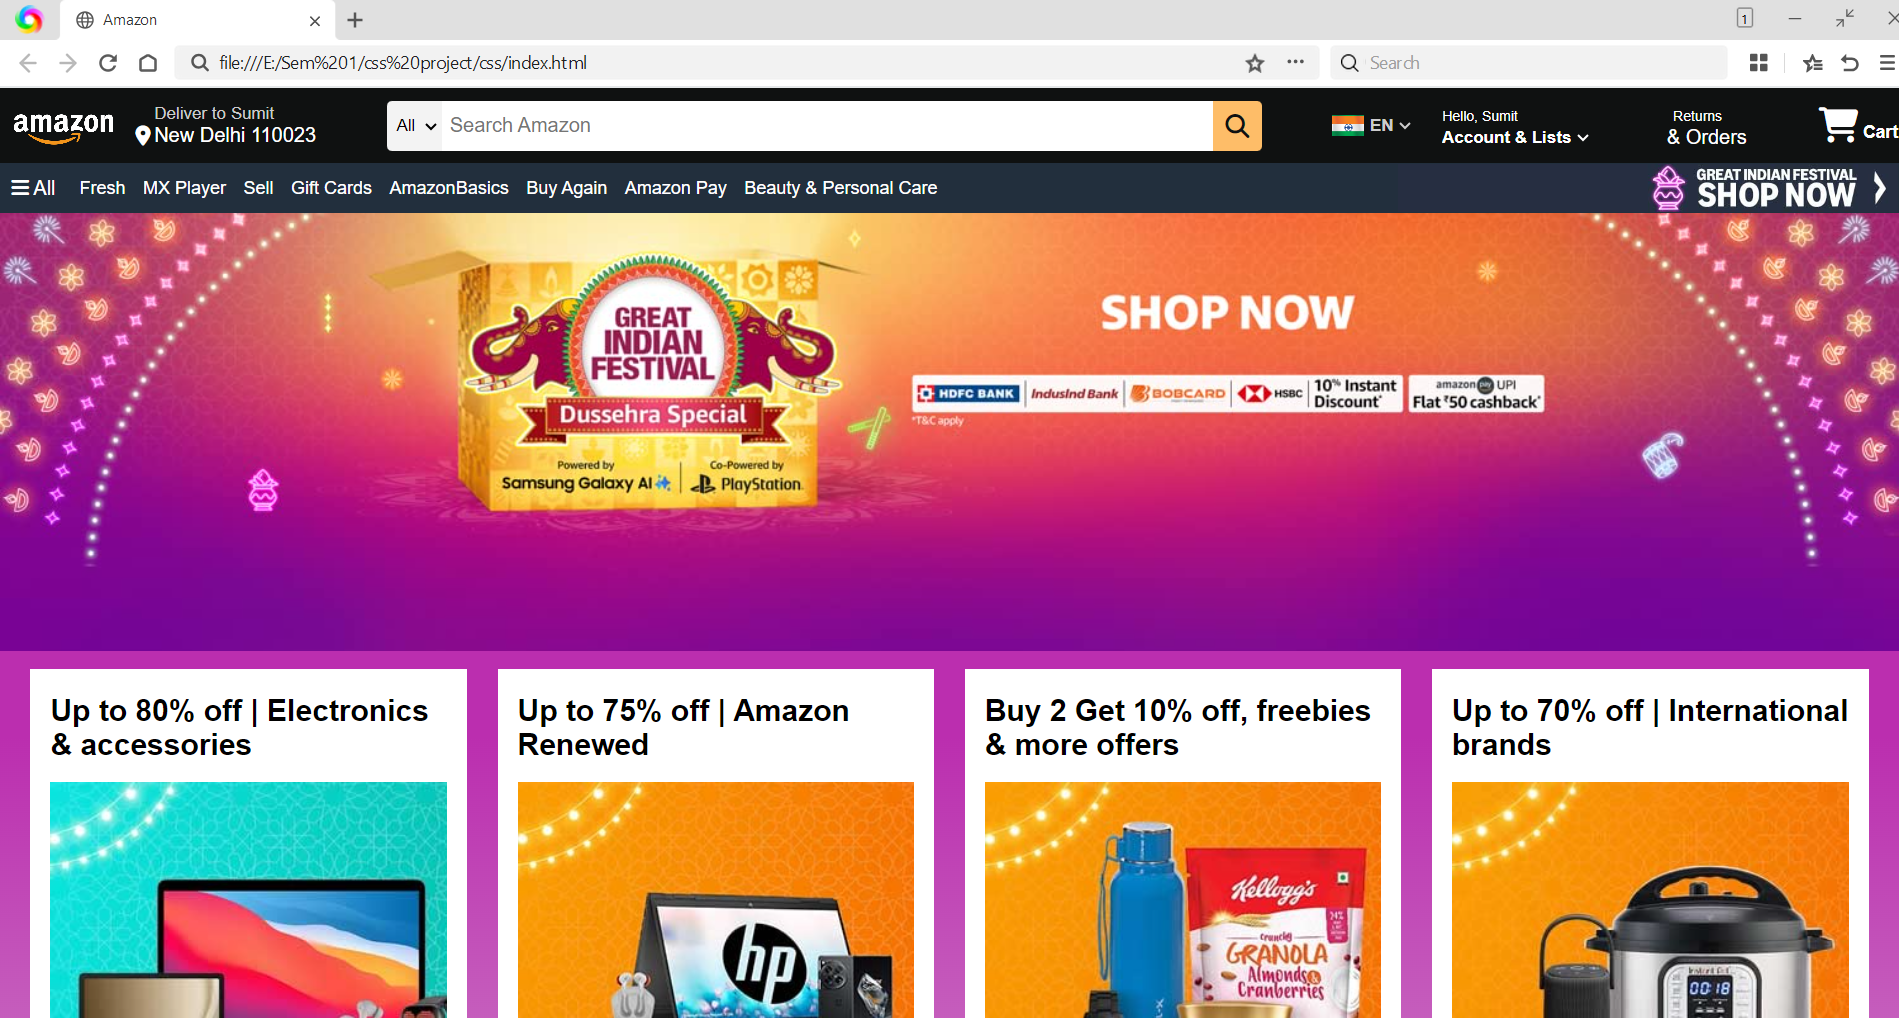 Amazon
1
file:///E:/Sem%201/css%20project/css/index.html
Search
amazon
Deliver to Sumit
New Delhi 110023
All
Search Amazon
EN
Hello, Sumit
Account & Lists
Returns
& Orders
Cart
All Fresh MX Player Sell Gift Cards AmazonBasics Buy Again Amazon Pay Beauty & Personal Care
GREAT INDIAN FESTIVAL
SHOP NOW
GREAT
INDIAN
FESTIVAL
Dussehra Special
Powered by
Samsung Galaxy AI
Co-Powered by
PlayStation.
SHOP NOW
HDFC BANK IndusInd Bank BOBCARD HSBC 10% Instant Discount*
amazon pay UPI
Flat ₹50 cashback*
*T&C apply
Up to 80% off | Electronics
& accessories
Up to 75% off | Amazon
Renewed
Buy 2 Get 10% off, freebies
& more offers
Up to 70% off | International
brands
hp
Kellogg's
Crunchy
GRANOLA
Almonds &
Cranberries
Instant Pot
00:18